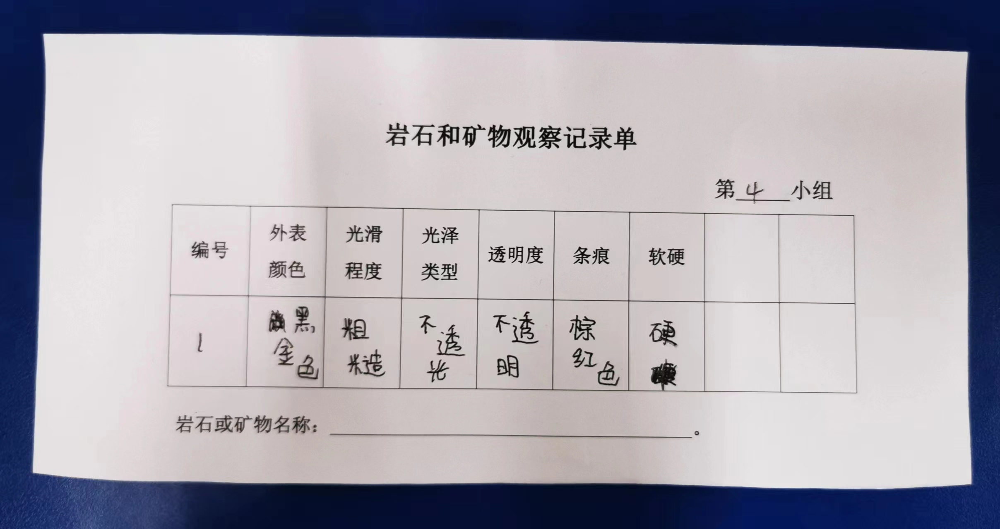 岩石和矿物观察记录单
第 4 小组
编号 外表颜色 光滑程度 光泽类型 透明度 条痕 软硬
1 黑金色 粗糙 不透光 不透明 棕红色 硬
岩石或矿物名称：。